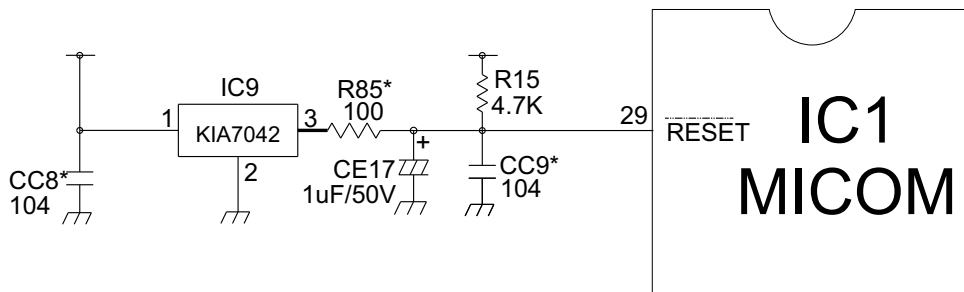 IC9
1
KIA7042
3
2
R85*
100
R15
4.7K
29
RESET
IC1
MICOM
CC8*
104
+
CE17
1uF/50V
CC9*
104